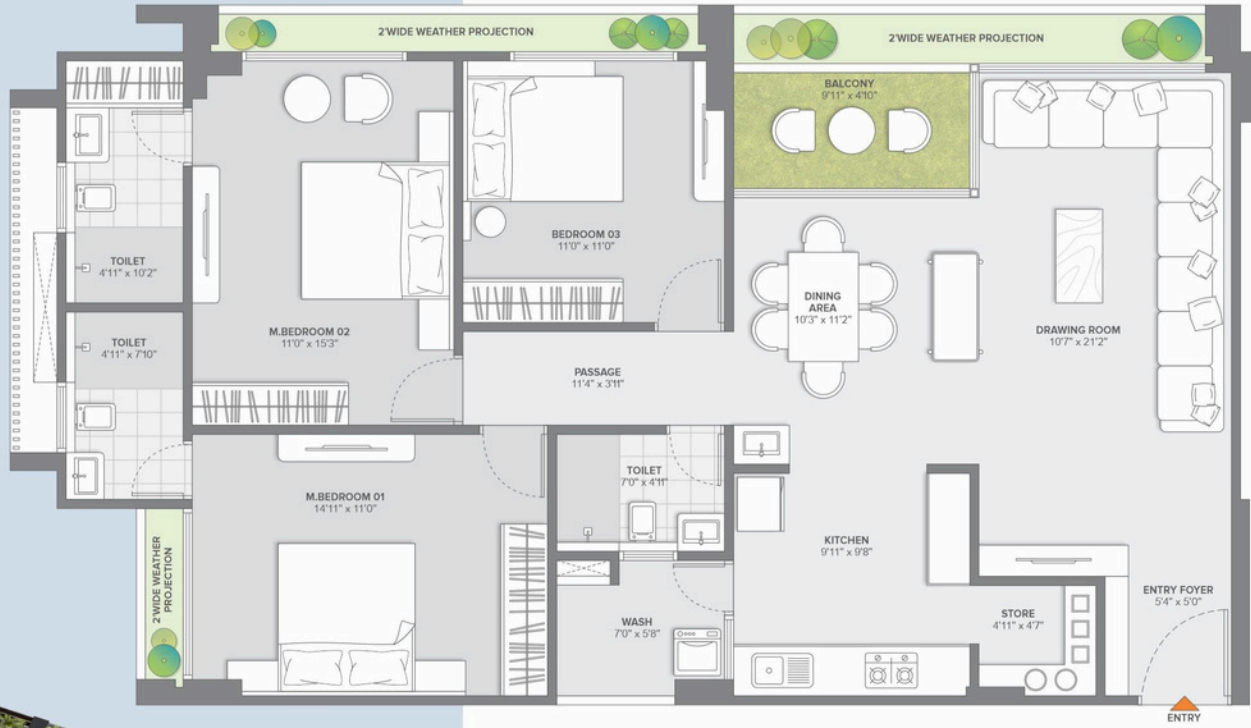 2'WIDE WEATHER PROJECTION
2'WIDE WEATHER PROJECTION
BALCONY
9'11" x 4'10"
BEDROOM 03
11'0" x 11'0"
TOILET
4'11" x 10'2"
DINING
AREA
10'3" x 11'2"
M.BEDROOM 02
11'0" x 15'3"
DRAWING ROOM
10'7" x 21'2"
TOILET
4'11" x 7'10"
PASSAGE
11'4" x 3'11"
TOILET
7'0" x 4'11"
M.BEDROOM 01
14'11" x 11'0"
KITCHEN
9'11" x 9'8"
2'WIDE WEATHER
PROJECTION
ENTRY FOYER
5'4" x 5'0"
STORE
4'11" x 4'7"
WASH
7'0" x 5'8"
ENTRY